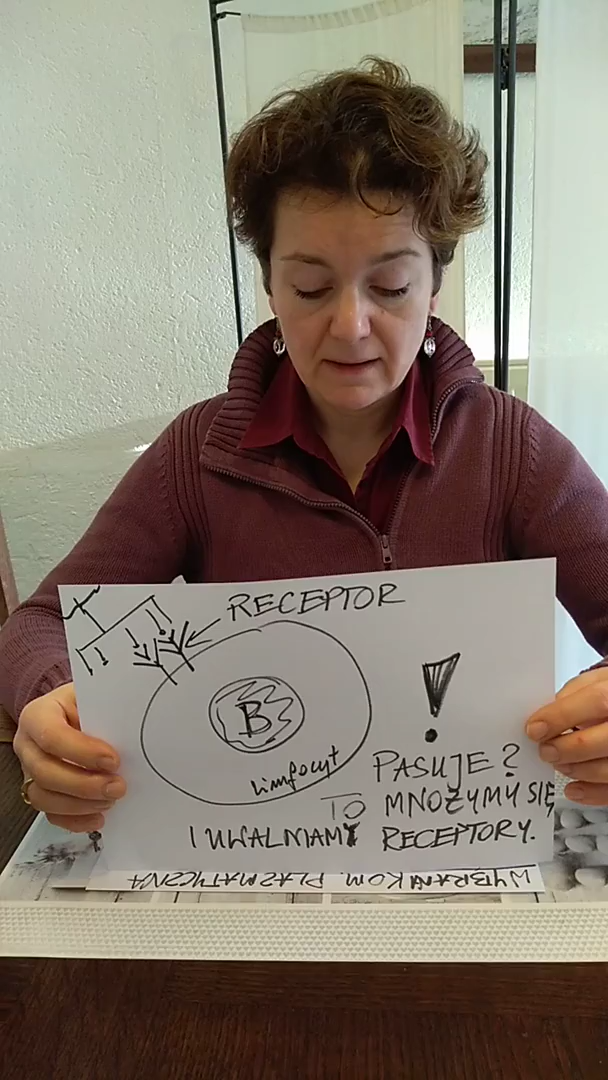 RECEPTOR
B
limfocyt
!
PASUJE?
TO MNOŻYMY SIĘ
I UWALNIAMY RECEPTORY.
WYBRANA KOM. PLAZMATYCZNA